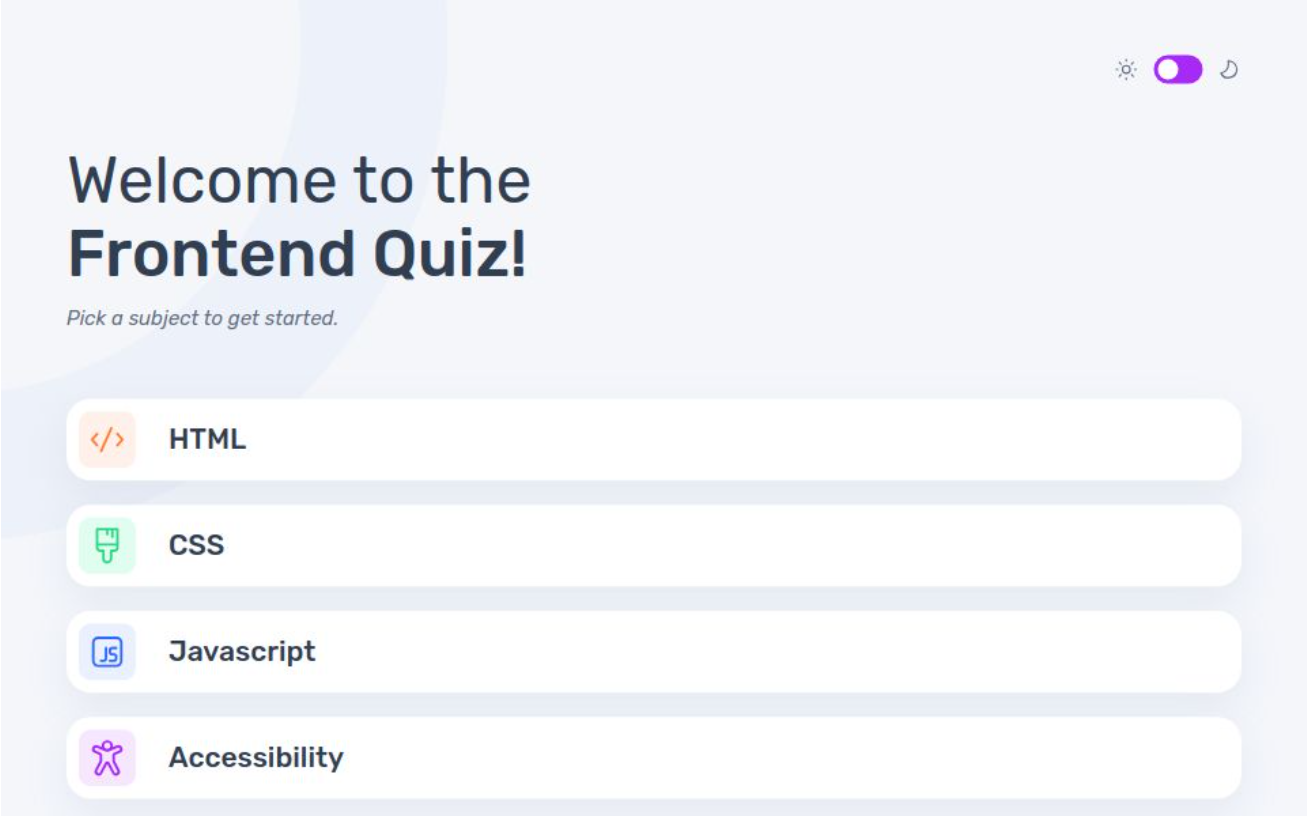 Welcome to the
Frontend Quiz!
Pick a subject to get started.
</> HTML
CSS
JS Javascript
Accessibility